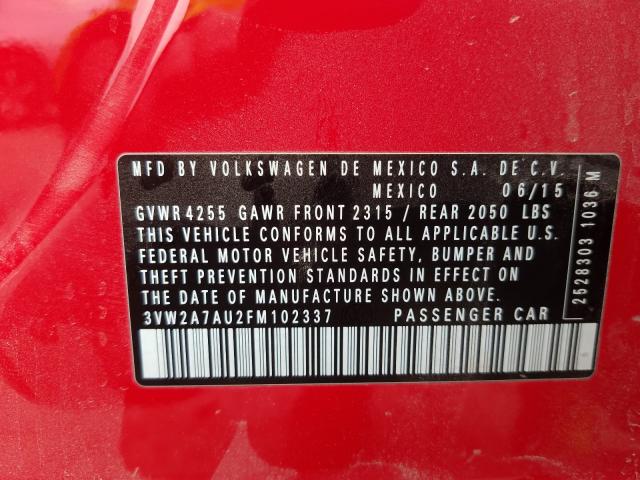 MFD BY VOLKSWAGEN DE MEXICO S.A. DE C.V.
MEXICO 06/15
GVWR 4255 GAWR FRONT 2315 / REAR 2050 LBS
THIS VEHICLE CONFORMS TO ALL APPLICABLE U.S.
FEDERAL MOTOR VEHICLE SAFETY, BUMPER AND
THEFT PREVENTION STANDARDS IN EFFECT ON
THE DATE OF MANUFACTURE SHOWN ABOVE.
3VW2A7AU2FM102337 PASSENGER CAR
2528303 1036 M